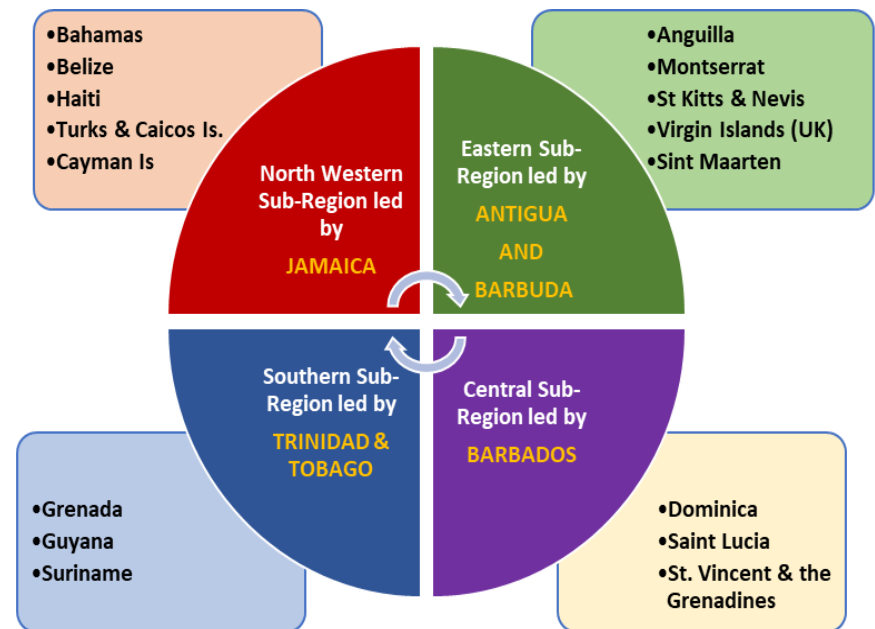 •Bahamas
•Belize
•Haiti
•Turks & Caicos Is.
•Cayman Is
North Western
Sub-Region led
by
JAMAICA
•Anguilla
•Montserrat
•St Kitts & Nevis
•Virgin Islands (UK)
•Sint Maarten
Eastern Sub-
Region led by
ANTIGUA
AND
BARBUDA
Southern Sub-
Region led by
TRINIDAD &
TOBAGO
•Grenada
•Guyana
•Suriname
Central Sub-
Region led by
BARBADOS
•Dominica
•Saint Lucia
•St. Vincent & the
Grenadines